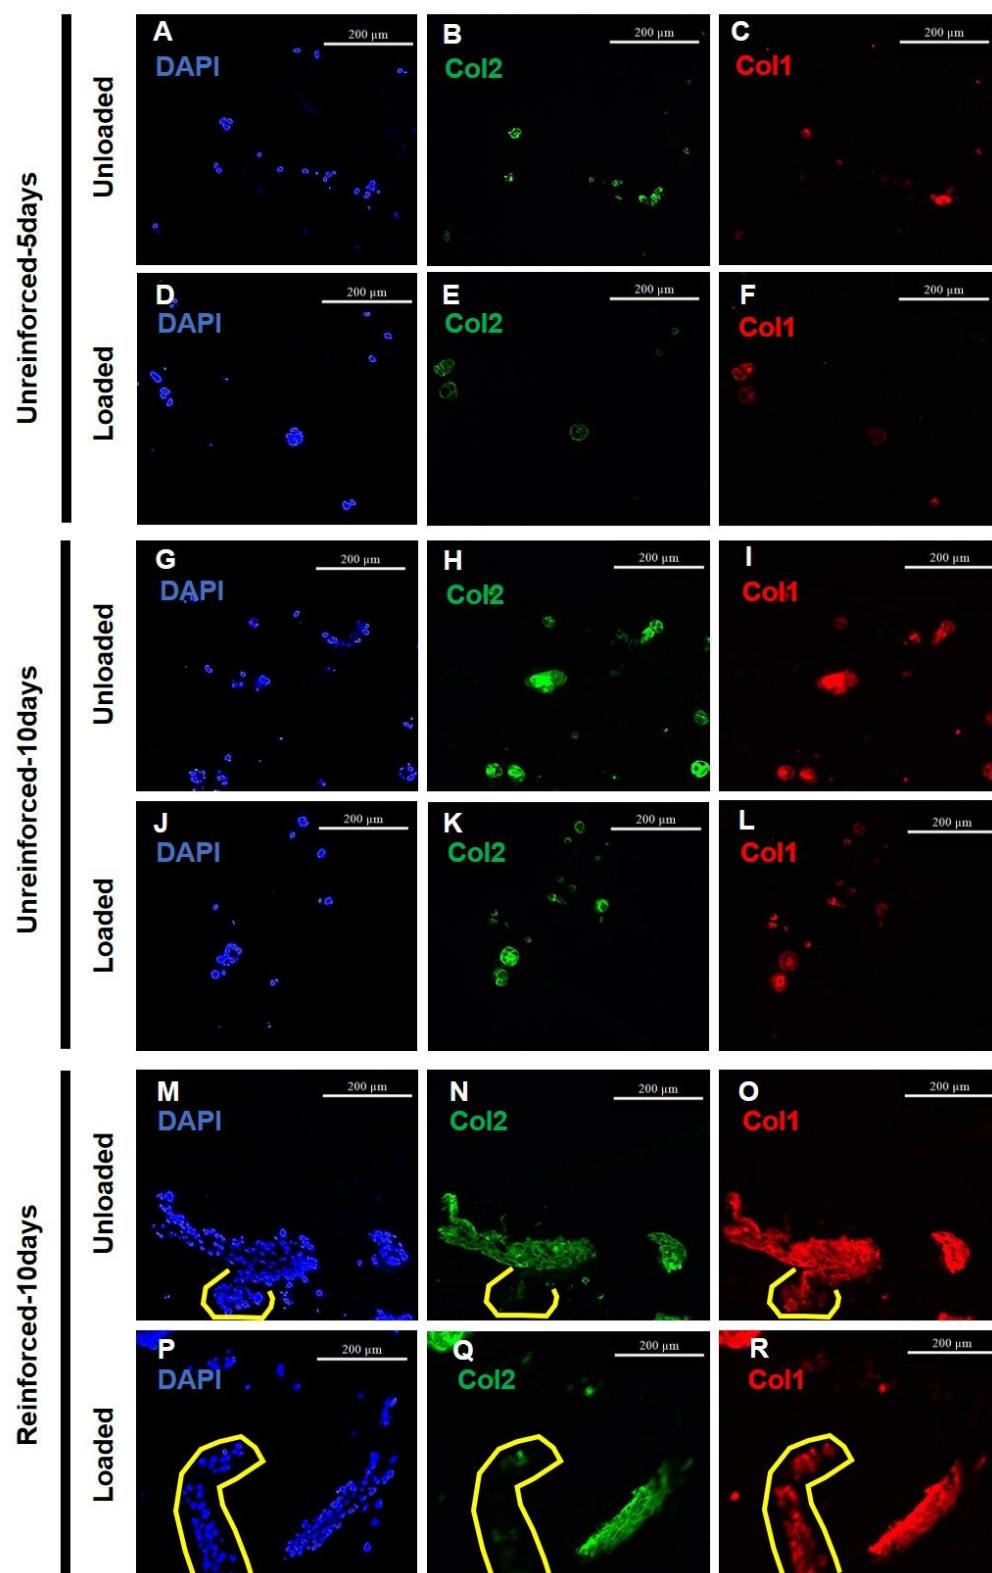 Unreinforced-5days
Unloaded
A
DAPI
200 µm
B
Col2
200 µm
C
Col1
200 µm
Loaded
D
DAPI
200 µm
E
Col2
200 µm
F
Col1
200 µm
Unreinforced-10days
Unloaded
G
DAPI
200 µm
H
Col2
200 µm
I
Col1
200 µm
Loaded
J
DAPI
200 µm
K
Col2
200 µm
L
Col1
200 µm
Reinforced-10days
Unloaded
M
DAPI
200 µm
N
Col2
200 µm
O
Col1
200 µm
Loaded
P
DAPI
200 µm
Q
Col2
200 µm
R
Col1
200 µm